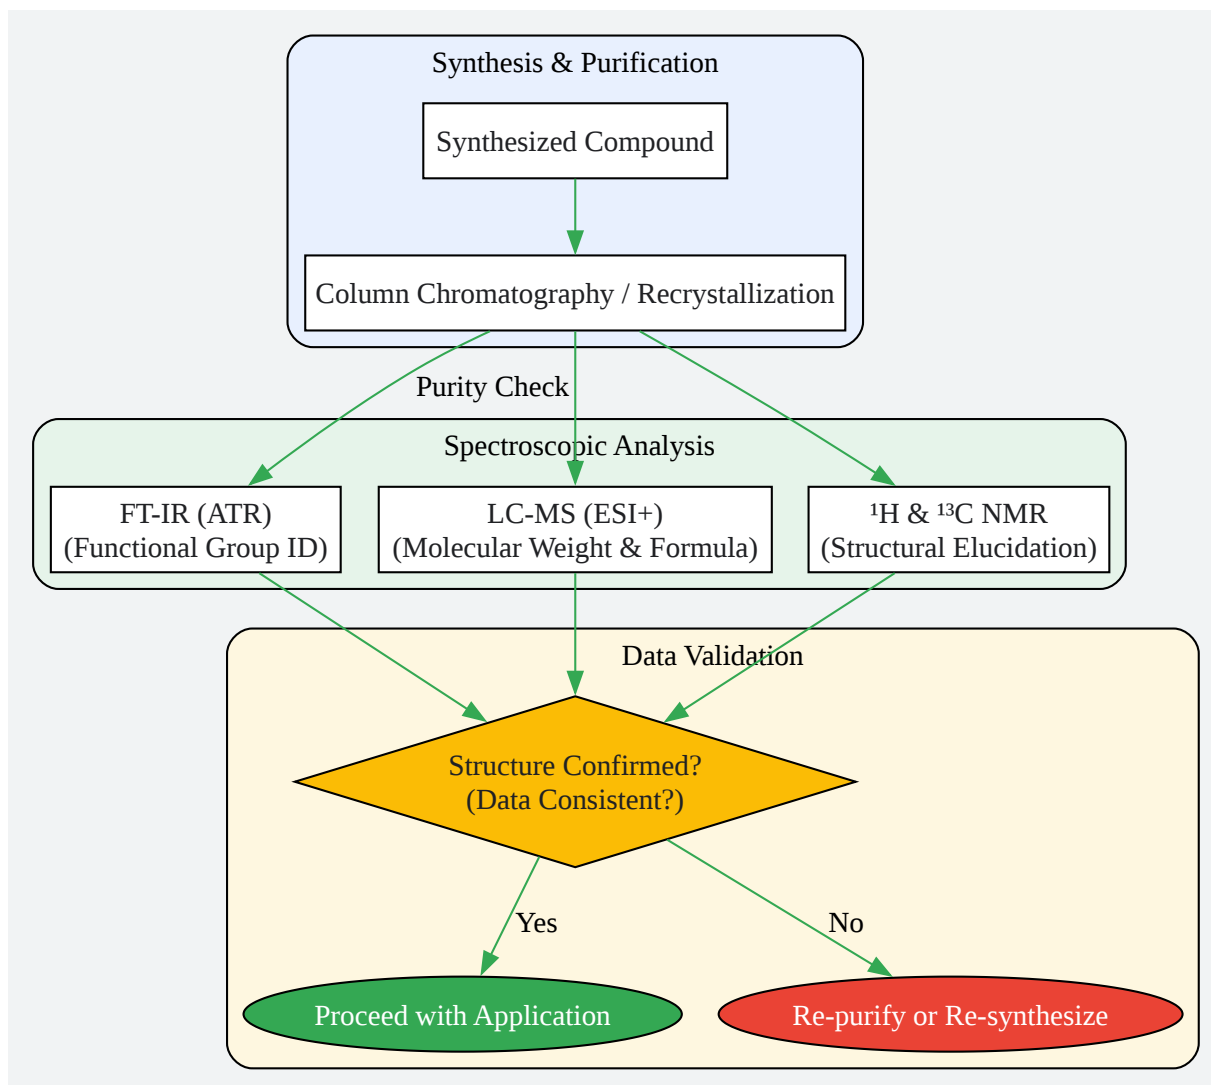 Synthesis & Purification
Synthesized Compound
Column Chromatography / Recrystallization
Purity Check
Spectroscopic Analysis
FT-IR (ATR)
(Functional Group ID)
LC-MS (ESI+)
(Molecular Weight & Formula)
¹H & ¹³C NMR
(Structural Elucidation)
Data Validation
Structure Confirmed?
(Data Consistent?)
Yes
No
Proceed with Application
Re-purify or Re-synthesize